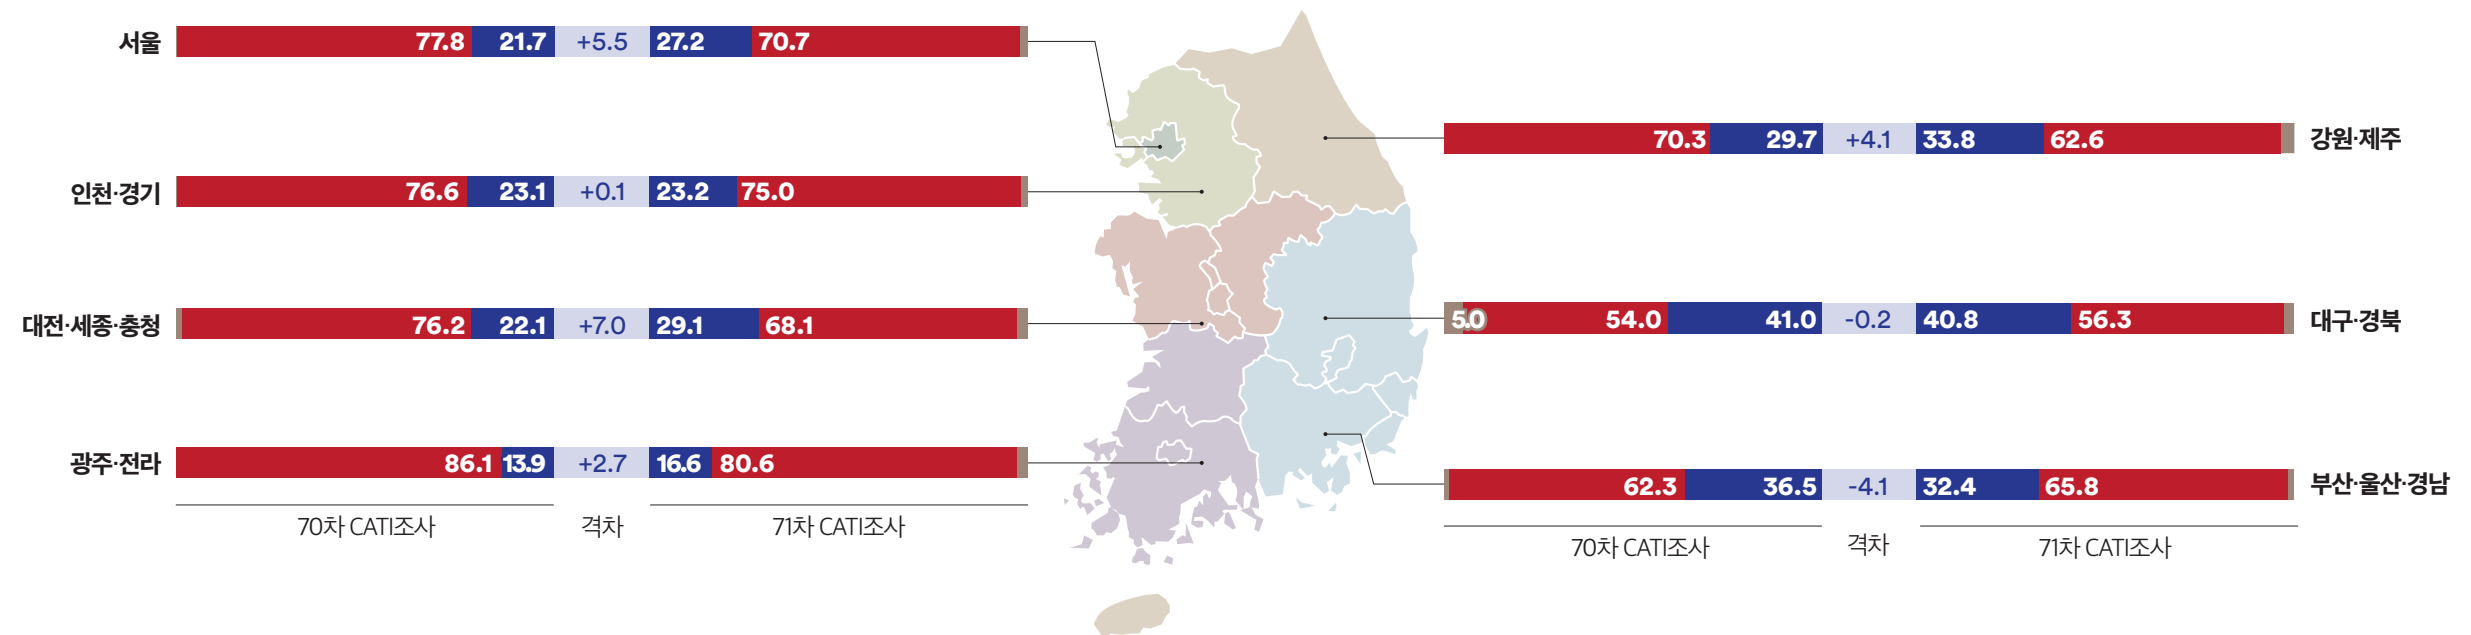 서울 77.8 21.7 +5.5 27.2 70.7
인천·경기 76.6 23.1 +0.1 23.2 75.0
대전·세종·충청 76.2 22.1 +7.0 29.1 68.1
광주·전라 86.1 13.9 +2.7 16.6 80.6
70차 CATI조사 격차 71차 CATI조사
70.3 29.7 +4.1 33.8 62.6 강원·제주
5.0 54.0 41.0 -0.2 40.8 56.3 대구·경북
62.3 36.5 -4.1 32.4 65.8 부산·울산·경남
70차 CATI조사 격차 71차 CATI조사